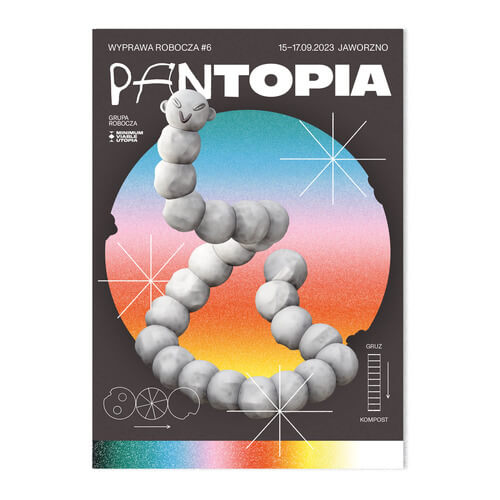 WYPRAWA ROBOCZA #6
15–17.09.2023 JAWORZNO
PANTOPIA
GRUPA
ROBOCZA
MINIMUM
VIABLE
UTOPIA
GRUZ
KOMPOST